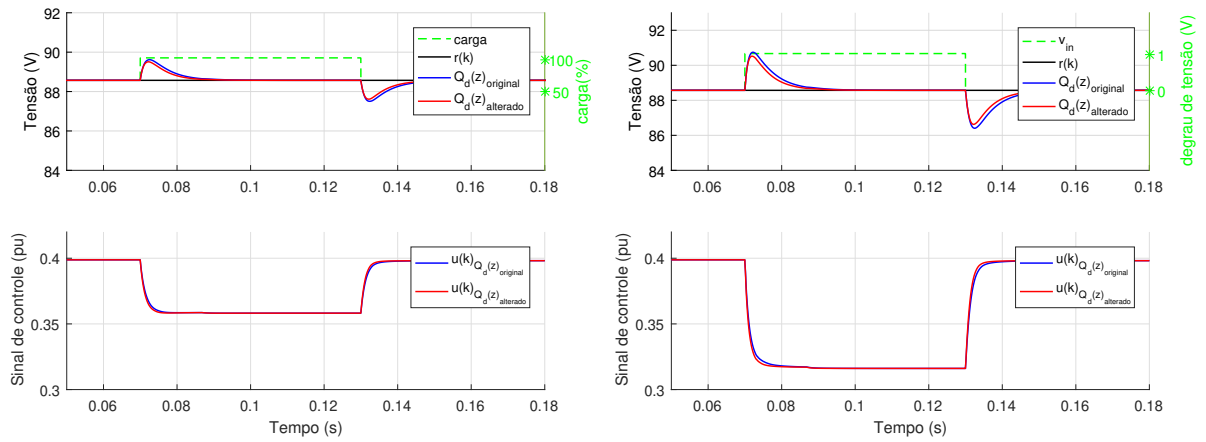 92
90
88
86
84
Tensão (V)
0.06 0.08 0.1 0.12 0.14 0.16 0.18
100
50
carga(%)
carga
r(k)
Q_d(z)_original
Q_d(z)_alterado
92
90
88
86
84
Tensão (V)
0.06 0.08 0.1 0.12 0.14 0.16 0.18
1
0
degrau de tensão (V)
v_in
r(k)
Q_d(z)_original
Q_d(z)_alterado
0.4
0.35
0.3
Sinal de controle (pu)
0.06 0.08 0.1 0.12 0.14 0.16 0.18
Tempo (s)
u(k)_Q_d(z)_original
u(k)_Q_d(z)_alterado
0.4
0.35
0.3
Sinal de controle (pu)
0.06 0.08 0.1 0.12 0.14 0.16 0.18
Tempo (s)
u(k)_Q_d(z)_original
u(k)_Q_d(z)_alterado